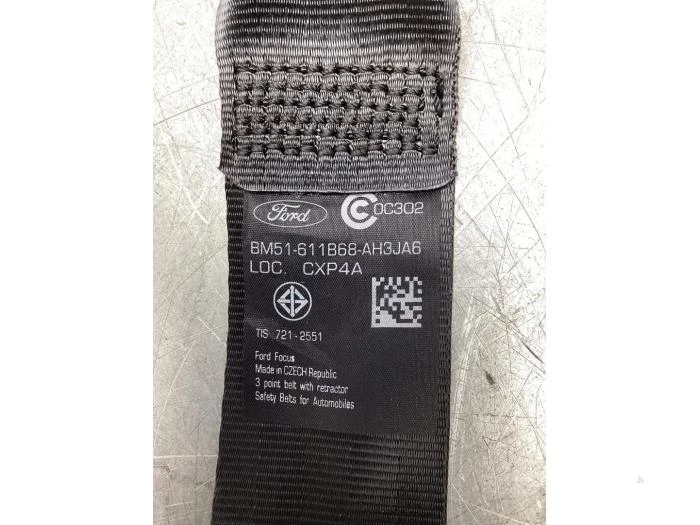 Ford
C 0C302
BM51-611B68-AH3JA6
LOC. CXP4A
TIS 721-2551
Ford Focus
Made in CZECH Republic
3 point belt with retractor
Safety Belts for Automobiles